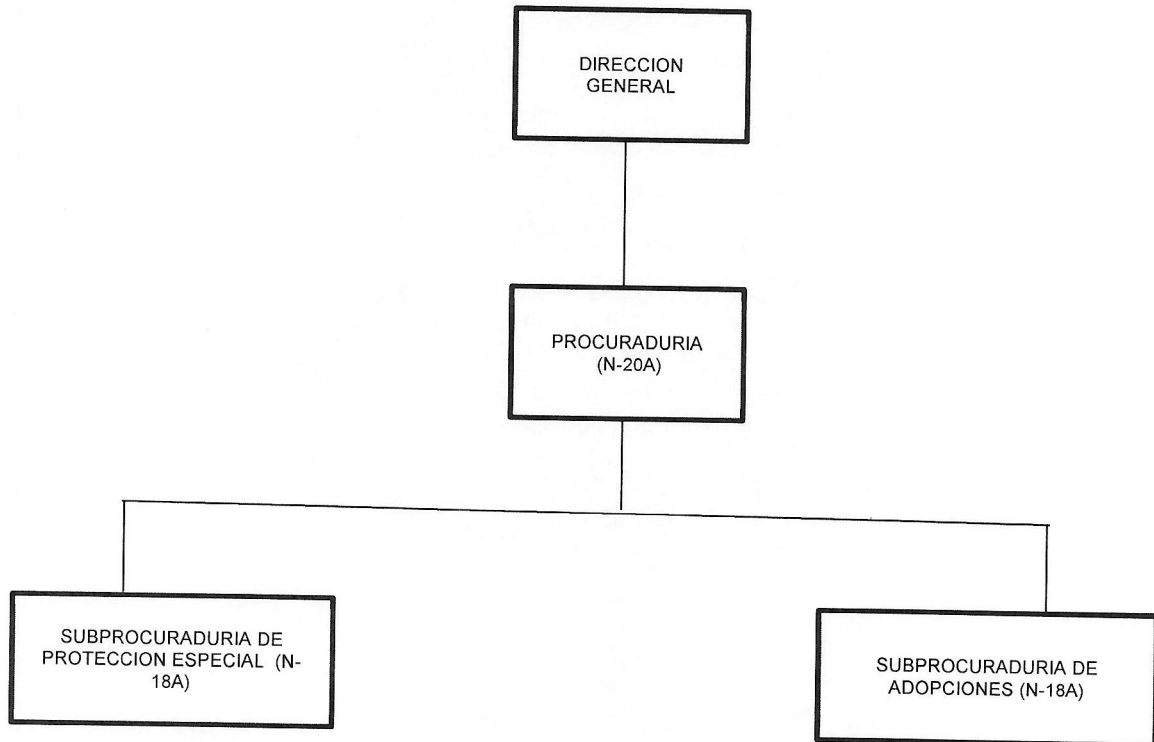 DIRECCION
GENERAL
PROCURADURIA
(N-20A)
SUBPROCURADURIA DE
PROTECCION ESPECIAL (N-
18A)
SUBPROCURADURIA DE
ADOPCIONES (N-18A)